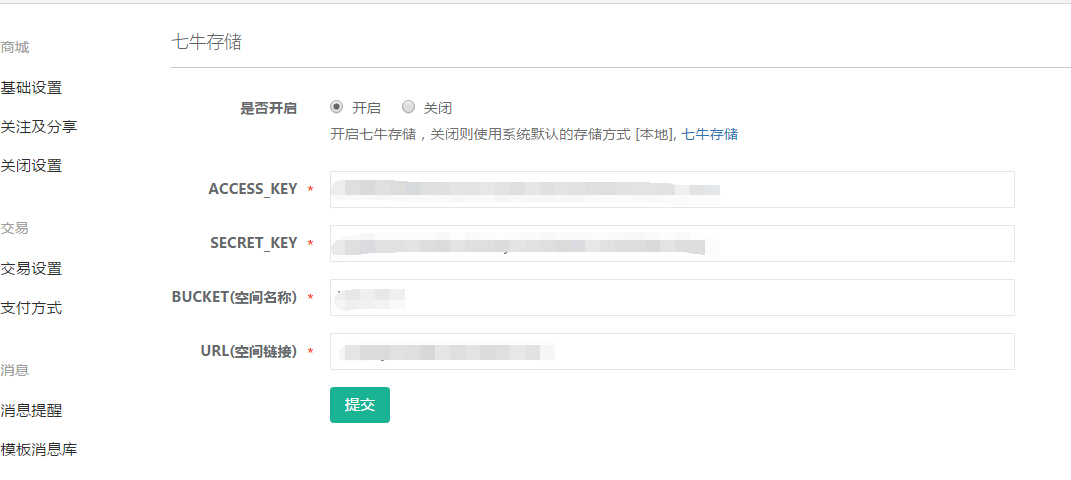 七牛存储
商城
基础设置
关注及分享
关闭设置
交易
交易设置
支付方式
消息
消息提醒
模板消息库
是否开启 开启 关闭
开启七牛存储，关闭则使用系统默认的存储方式 [本地], 七牛存储
ACCESS_KEY *
SECRET_KEY *
BUCKET(空间名称) *
URL(空间链接) *
提交